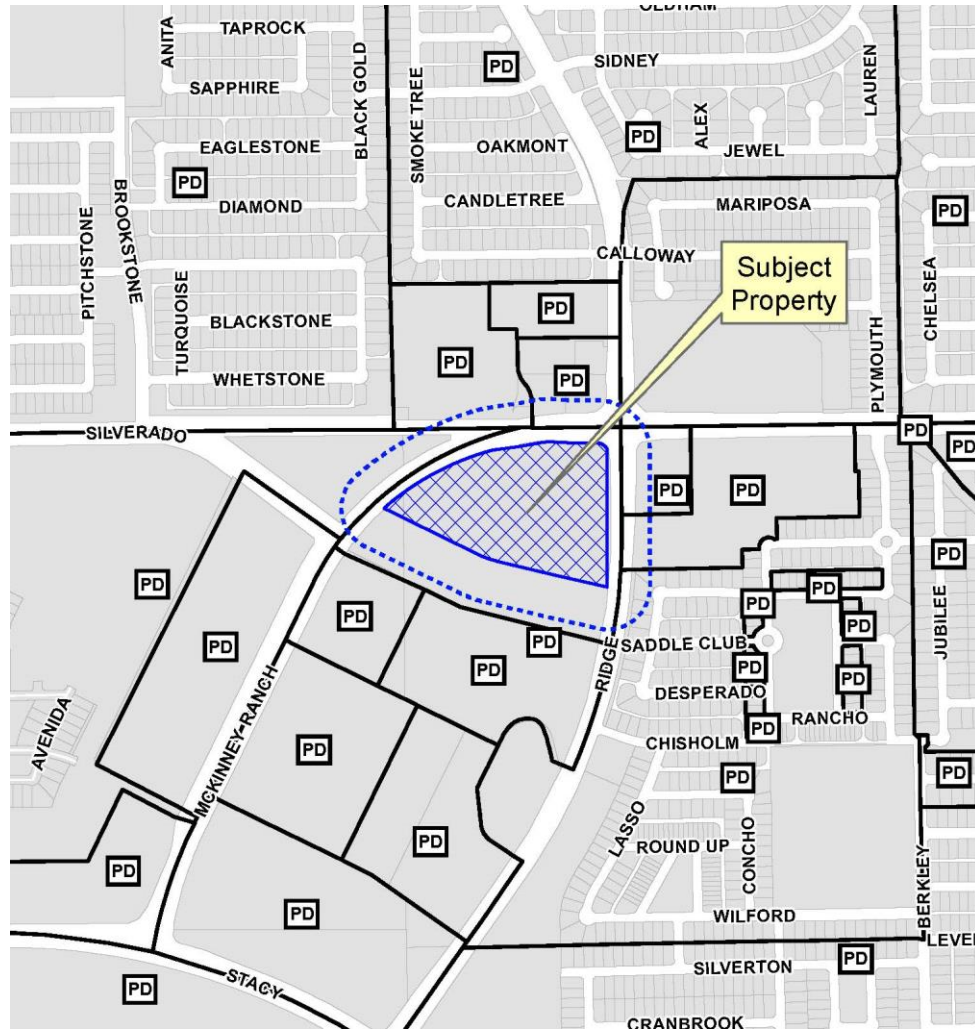 OLDHAM
ANITA
TAPROCK
BLACK GOLD
PD
SIDNEY
LAUREN
SAPPHIRE
SMOKE TREE
ALEX
EAGLESTONE
OAKMONT
PD
JEWEL
PD
DIAMOND
CANDLETREE
MARIPOSA
PD
PITCHSTONE
BROOKSTONE
CALLOWAY
CHELSEA
Subject
Property
TURQUOISE
BLACKSTONE
PD
PLYMOUTH
WHETSTONE
PD
PD
SILVERADO
PD
PD
PD
PD
PD
PD
PD
PD
PD
JUBILEE
PD
PD
PD
RIDGE
SADDLE CLUB
PD
PD
PD
PD
DESPERADO
AVENIDA
MCKINNEY RANCH
PD
RANCHO
PD
CHISHOLM
PD
PD
LASSO
PD
ROUND UP
CONCHO
PD
BERKLEY
PD
WILFORD
LEVE
STACY
PD
SILVERTON
PD
CRANBROOK